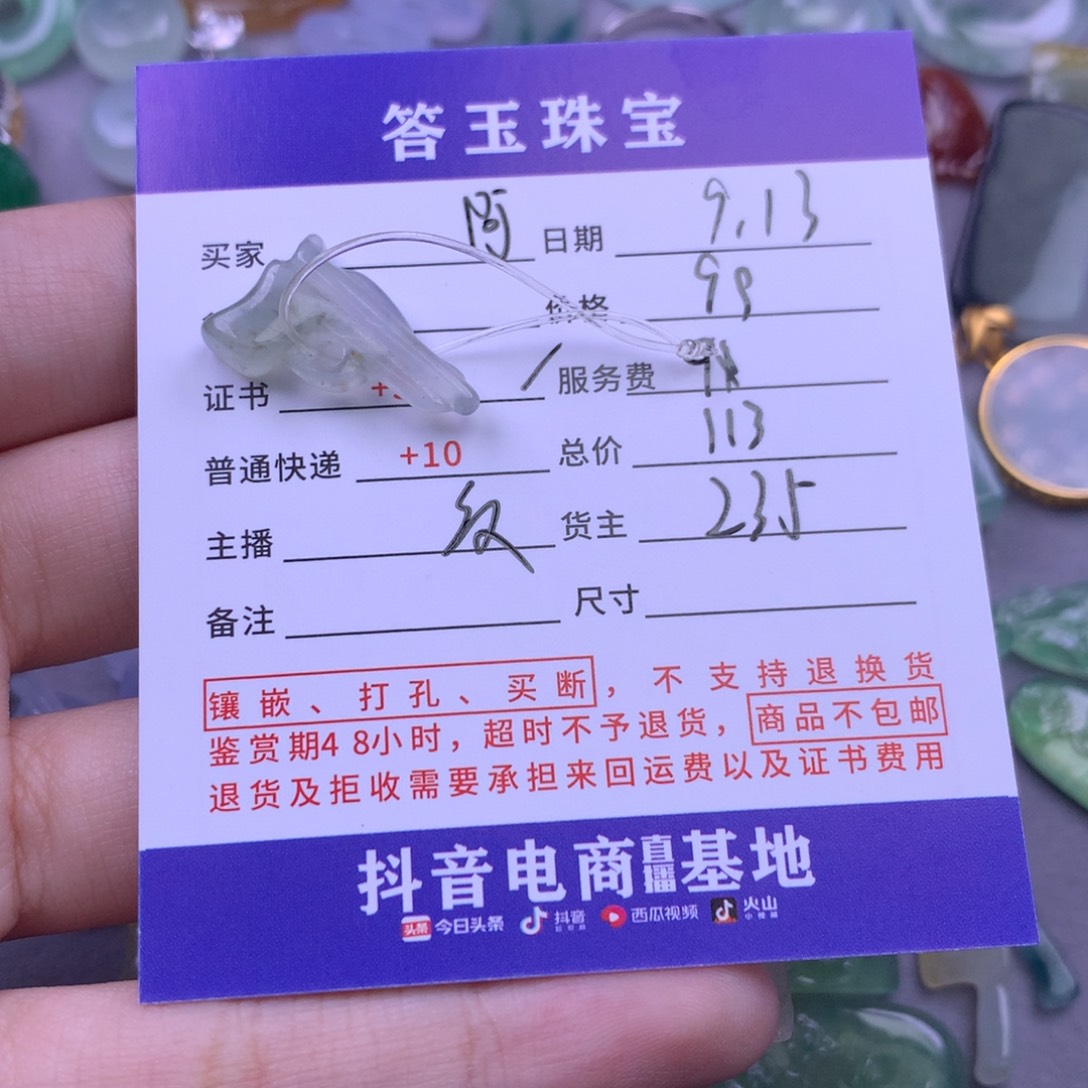 答玉珠宝
买家 阿 日期 9.13
价格 99
证书 / 服务费
普通快递 +10 总价 113
主播 货主 235
备注 尺寸
镶嵌、打孔、买断，不支持退换货
鉴赏期48小时，超时不予退货，商品不包邮
退货及拒收需要承担来回运费以及证书费用
抖音电商直播基地
头条 今日头条 抖音 西瓜视频 火山